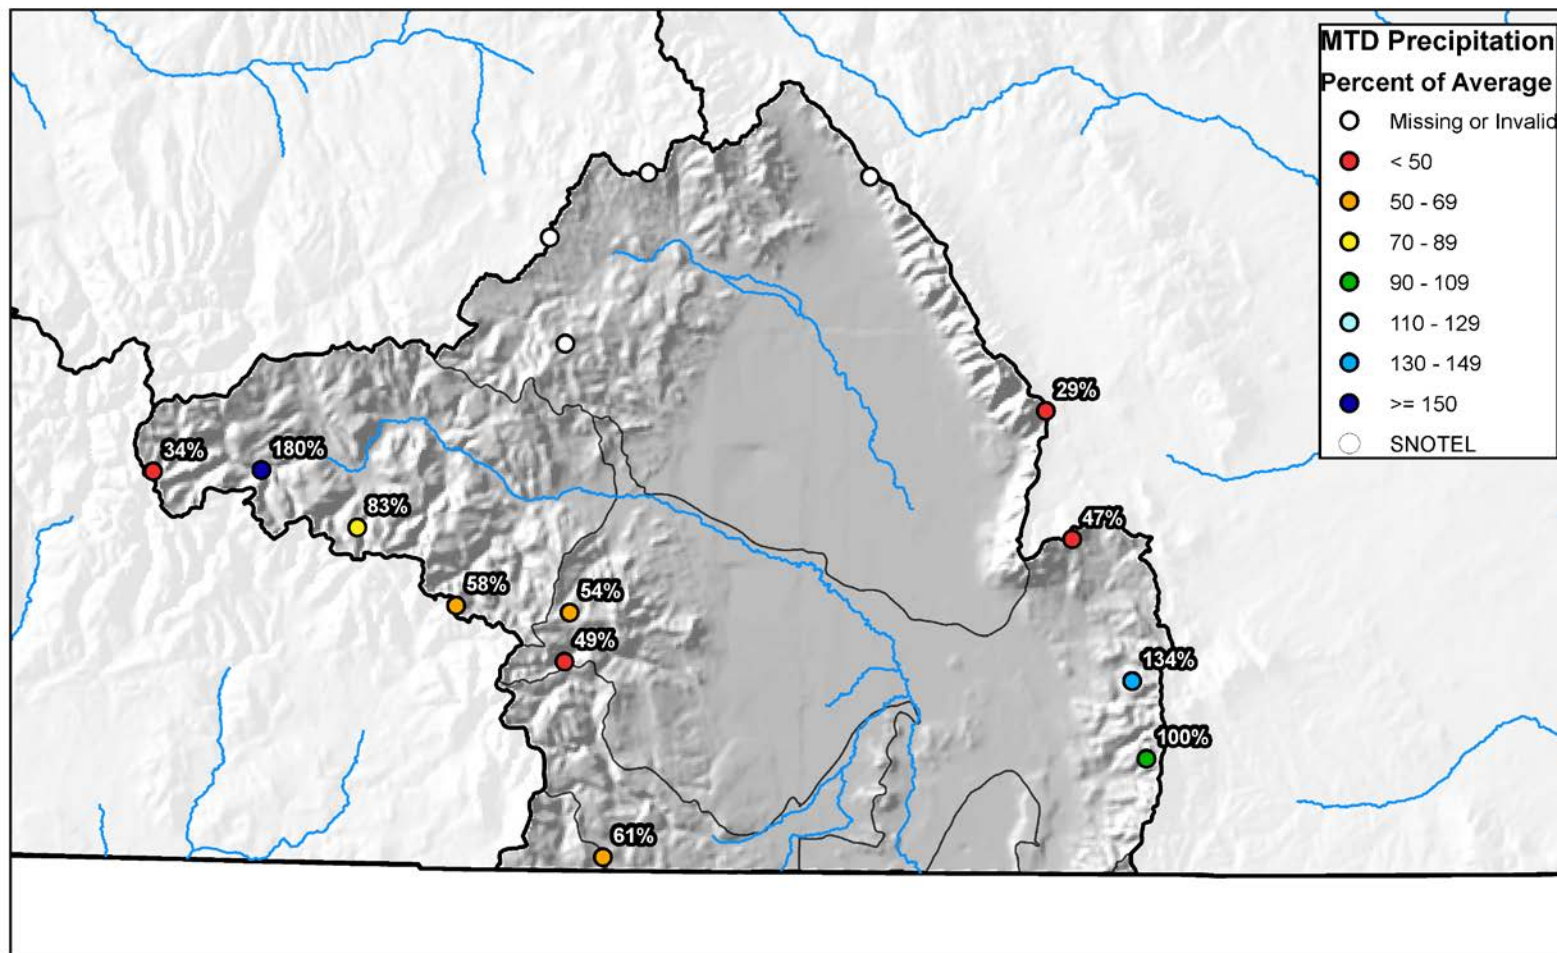 MTD Precipitation
Percent of Average
Missing or Invalid
< 50
50 - 69
70 - 89
90 - 109
110 - 129
130 - 149
>= 150
SNOTEL
29%
34%
180%
83%
47%
58%
54%
49%
134%
100%
61%